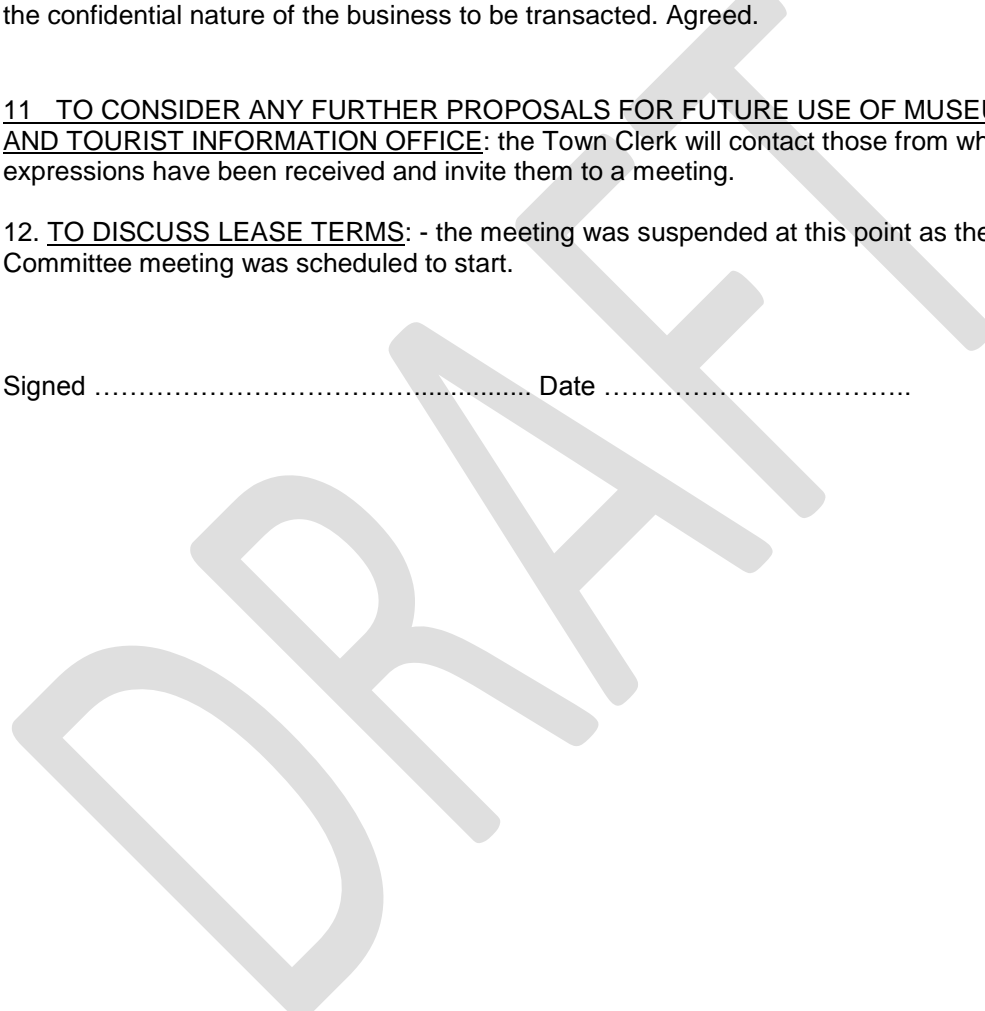 the confidential nature of the business to be transacted. Agreed.
11 TO CONSIDER ANY FURTHER PROPOSALS FOR FUTURE USE OF
AND TOURIST INFORMATION OFFICE: the Town Clerk will contact those from
expressions have been received and invite them to a meeting.
12. TO DISCUSS LEASE TERMS: - the meeting was suspended at this point as
Committee meeting was scheduled to start.
Signed ………………………………................ Date ……………………………..
DRAFT